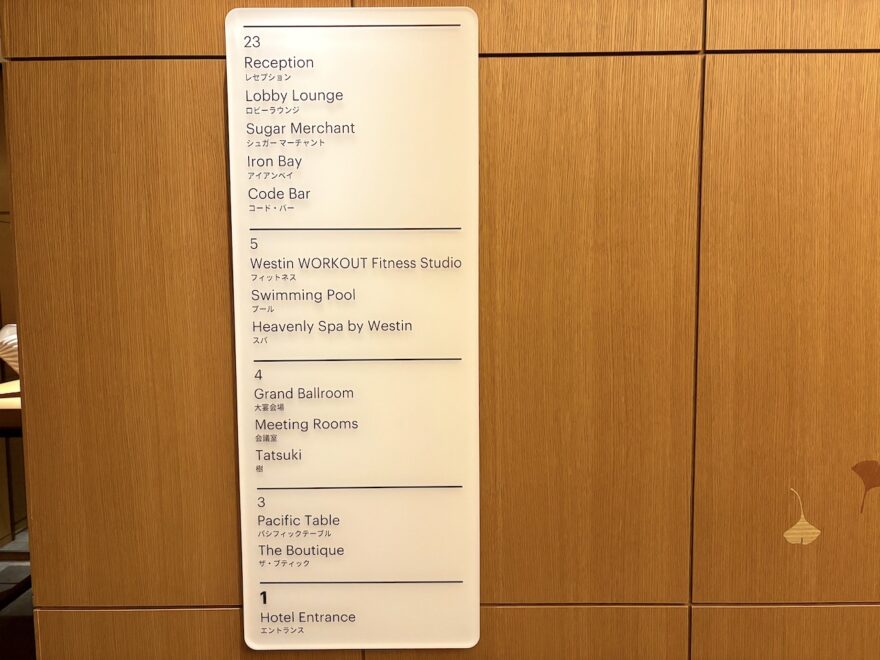 23
Reception
レセプション
Lobby Lounge
ロビーラウンジ
Sugar Merchant
シュガー マーチャント
Iron Bay
アイアンベイ
Code Bar
コード・バー
5
Westin WORKOUT Fitness Studio
フィットネス
Swimming Pool
プール
Heavenly Spa by Westin
スパ
4
Grand Ballroom
大宴会場
Meeting Rooms
会議室
Tatsuki
樹
3
Pacific Table
パシフィックテーブル
The Boutique
ザ・ブティック
1
Hotel Entrance
エントランス